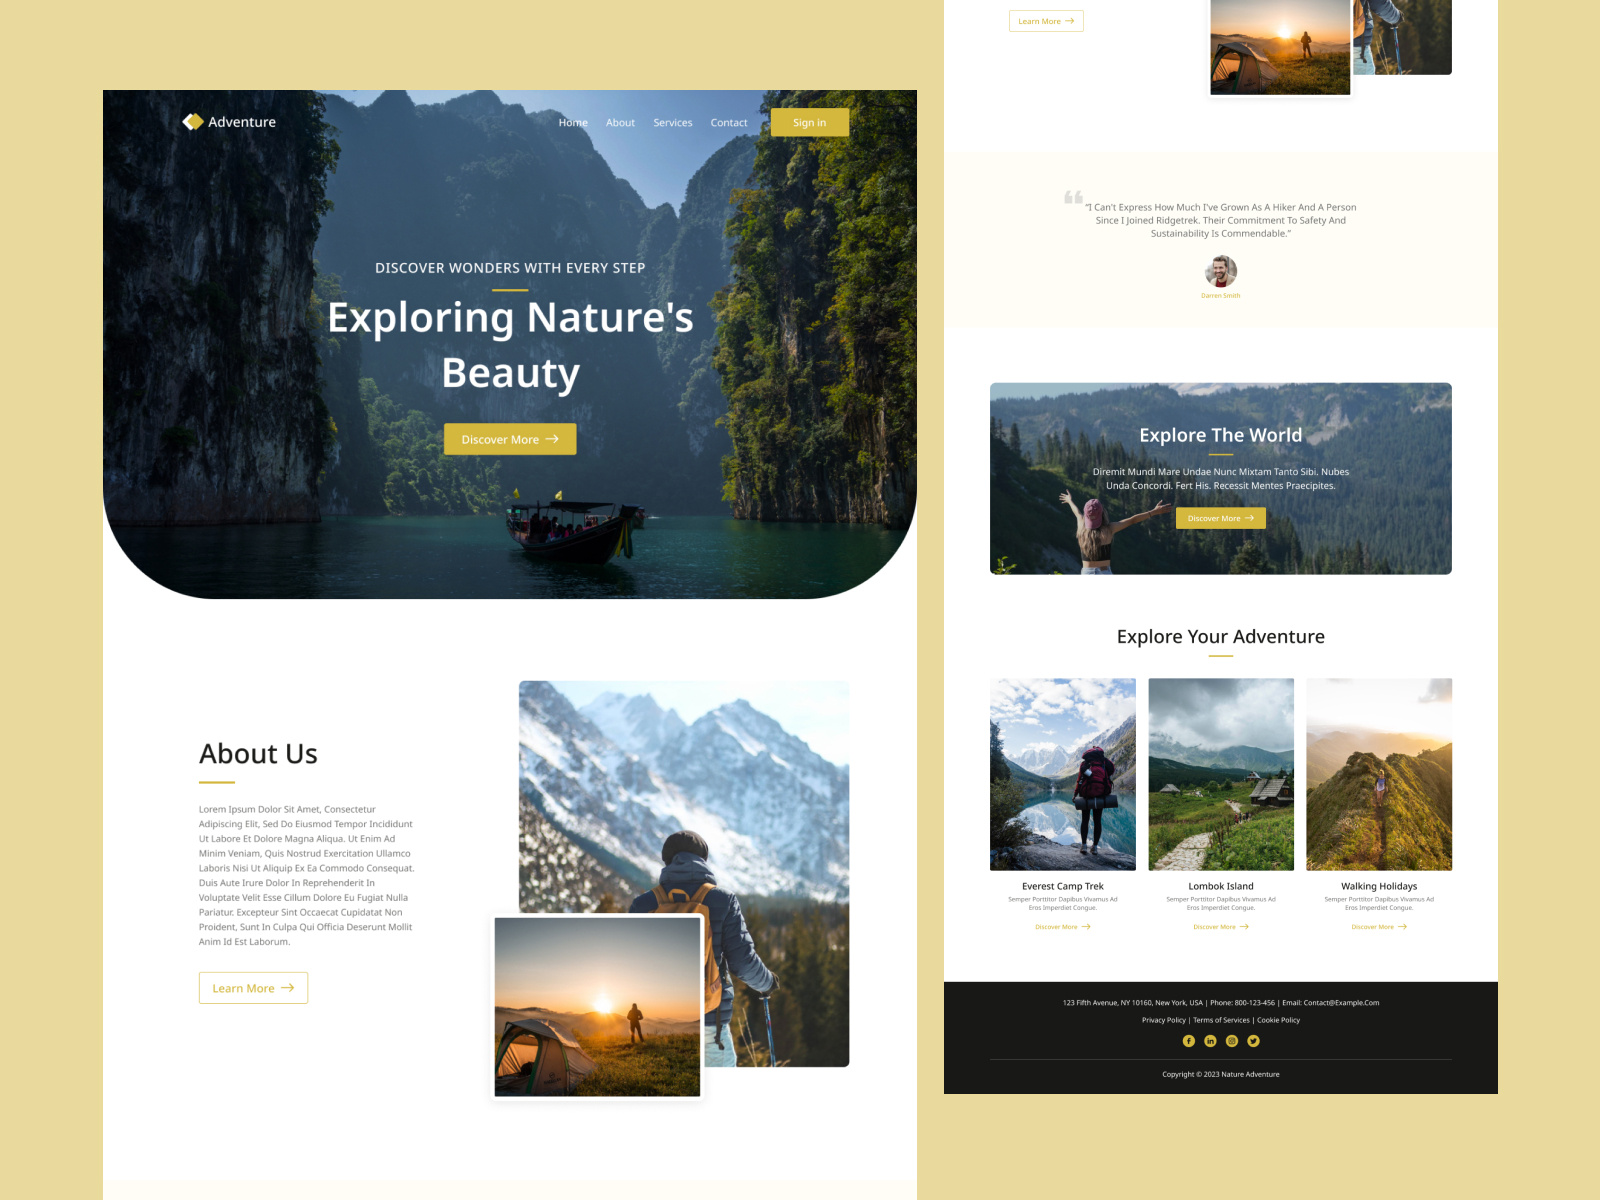 Adventure
Home About Services Contact Sign in
DISCOVER WONDERS WITH EVERY STEP
Exploring Nature's
Beauty
Discover More
About Us
Lorem Ipsum Dolor Sit Amet, Consectetur
Adipiscing Elit, Sed Do Eiusmod Tempor Incididunt
Ut Labore Et Dolore Magna Aliqua. Ut Enim Ad
Minim Veniam, Quis Nostrud Exercitation Ullamco
Laboris Nisi Ut Aliquip Ex Ea Commodo Consequat.
Duis Aute Irure Dolor In Reprehenderit In
Voluptate Velit Esse Cillum Dolore Eu Fugiat Nulla
Pariatur. Excepteur Sint Occaecat Cupidatat Non
Proident, Sunt In Culpa Qui Officia Deserunt Mollit
Anim Id Est Laborum.
Learn More
Learn More
“I Can't Express How Much I've Grown As A Hiker And A Person
Since I Joined Ridgetrek. Their Commitment To Safety And
Sustainability Is Commendable.”
Darren Smith
Explore The World
Diremit Mundi Mare Undae Nunc Mixtam Tanto Sibi. Nubes
Unda Concordi. Fert His. Recessit Mentes Praecipites.
Discover More
Explore Your Adventure
Everest Camp Trek
Semper Porttitor Dapibus Vivamus Ad
Eros Imperdiet Congue.
Discover More
Lombok Island
Semper Porttitor Dapibus Vivamus Ad
Eros Imperdiet Congue.
Discover More
Walking Holidays
Semper Porttitor Dapibus Vivamus Ad
Eros Imperdiet Congue.
Discover More
123 Fifth Avenue, NY 10160, New York, USA | Phone: 800-123-456 | Email: Contact@Example.Com
Privacy Policy | Terms of Services | Cookie Policy
Copyright © 2023 Nature Adventure